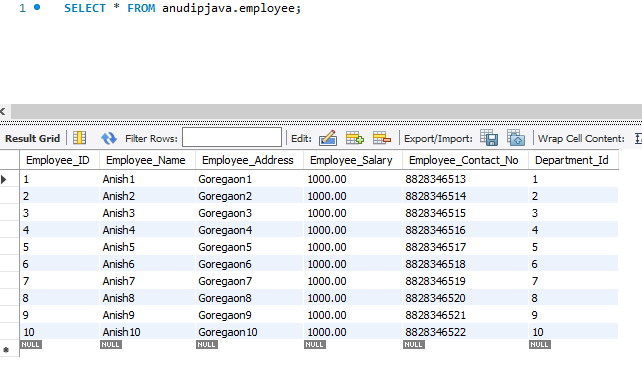 1 SELECT * FROM anudipjava.employee;
Result Grid Filter Rows: Edit: Export/Import: Wrap Cell Content:
Employee_ID Employee_Name Employee_Address Employee_Salary Employee_Contact_No Department_Id
1 Anish1 Goregaon1 1000.00 8828346513 1
2 Anish2 Goregaon2 1000.00 8828346514 2
3 Anish3 Goregaon3 1000.00 8828346515 3
4 Anish4 Goregaon4 1000.00 8828346516 4
5 Anish5 Goregaon5 1000.00 8828346517 5
6 Anish6 Goregaon6 1000.00 8828346518 6
7 Anish7 Goregaon7 1000.00 8828346519 7
8 Anish8 Goregaon8 1000.00 8828346520 8
9 Anish9 Goregaon9 1000.00 8828346521 9
10 Anish10 Goregaon10 1000.00 8828346522 10
NULL NULL NULL NULL NULL NULL